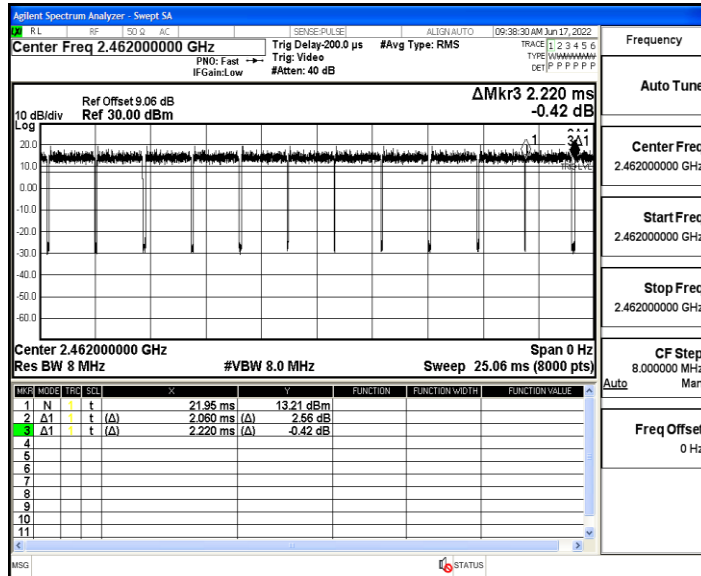 Agilent Spectrum Analyzer - Swept SA
RL RF 50 Ω AC SENSE:PULSE ALIGN AUTO 09:38:30 AM Jun 17, 2022
Center Freq 2.462000000 GHz
PNO: Fast
IFGain:Low
Trig Delay-200.0 µs
Trig: Video
#Atten: 40 dB
#Avg Type: RMS
TRACE 1 2 3 4 5 6
TYPE WWWWWW
DET P P P P P P
Frequency
Auto Tune
Center Freq
2.462000000 GHz
Start Freq
2.462000000 GHz
Stop Freq
2.462000000 GHz
CF Step
8.000000 MHz
Auto Man
Freq Offset
0 Hz
ΔMkr3 2.220 ms
-0.42 dB
Ref Offset 9.06 dB
10 dB/div Ref 30.00 dBm
Log
20.0
10.0
0.00
-10.0
-20.0
-30.0
-40.0
-50.0
-60.0
1
3Δ1
Center 2.462000000 GHz Span 0 Hz
Res BW 8 MHz #VBW 8.0 MHz Sweep 25.06 ms (8000 pts)
MKR MODE TRC SCL X Y FUNCTION FUNCTION WIDTH FUNCTION VALUE
1 N 1 t 21.95 ms 13.21 dBm
2 Δ1 1 t (Δ) 2.060 ms (Δ) 2.56 dB
3 Δ1 1 t (Δ) 2.220 ms (Δ) -0.42 dB
4
5
6
7
8
9
10
11
MSG STATUS